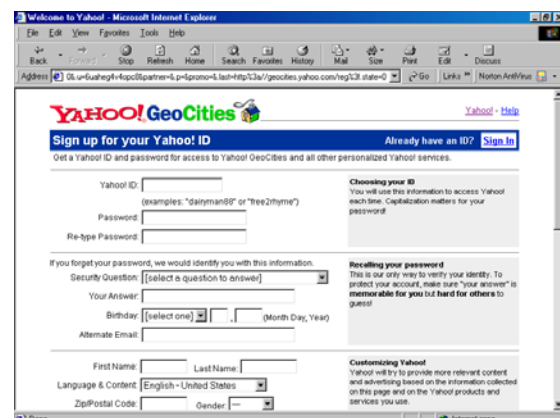 Welcome to Yahoo! - Microsoft Internet Explorer
File Edit View Favorites Tools Help
Back Forward Stop Refresh Home Search Favorites History Mail Size Print Edit Discuss
Address Go Links » Norton AntiVirus
YAHOO! GeoCities
Yahoo! - Help
Sign up for your Yahoo! ID Already have an ID? Sign In
Get a Yahoo! ID and password for access to Yahoo! GeoCities and all other personalized Yahoo! services.
Yahoo! ID:
(examples: "dairyman88" or "free2rhyme")
Password:
Re-type Password:
Choosing your ID
You will use this information to access Yahoo!
each time. Capitalization matters for your
password!
If you forget your password, we would identify you with this information.
Security Question: [select a question to answer]
Your Answer:
Birthday: [select one] , (Month Day, Year)
Alternate Email:
Recalling your password
This is our only way to verify your identity. To
protect your account, make sure "your answer" is
memorable for you but hard for others to
guess!
First Name: Last Name:
Language & Content: English - United States
Zip/Postal Code: Gender: ---
Customizing Yahoo!
Yahoo! will try to provide more relevant content
and advertising based on the information collected
on this page and on the Yahoo! products and
services you use.